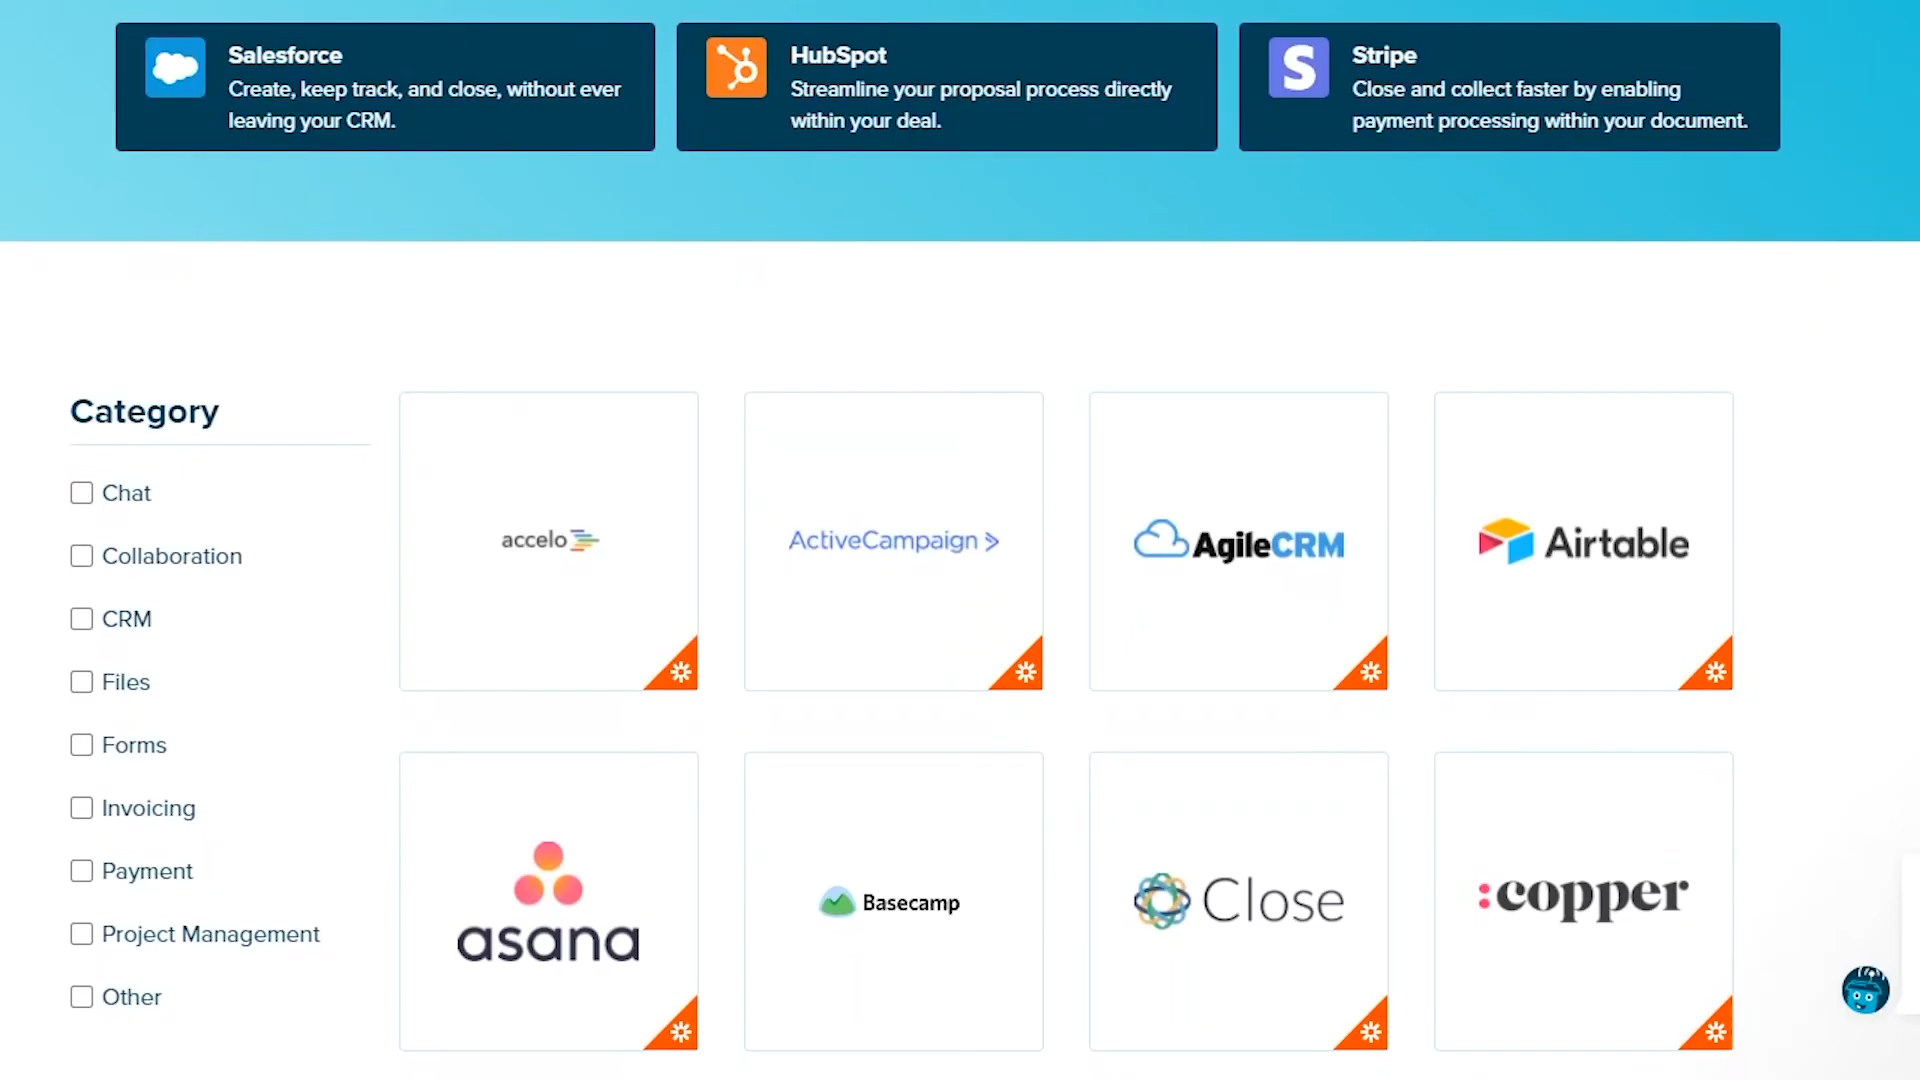 Salesforce
Create, keep track, and close, without ever
leaving your CRM.
HubSpot
Streamline your proposal process directly
within your deal.
Stripe
Close and collect faster by enabling
payment processing within your document.
Category
Chat
Collaboration
CRM
Files
Forms
Invoicing
Payment
Project Management
Other
accelo
ActiveCampaign
AgileCRM
Airtable
asana
Basecamp
Close
:copper